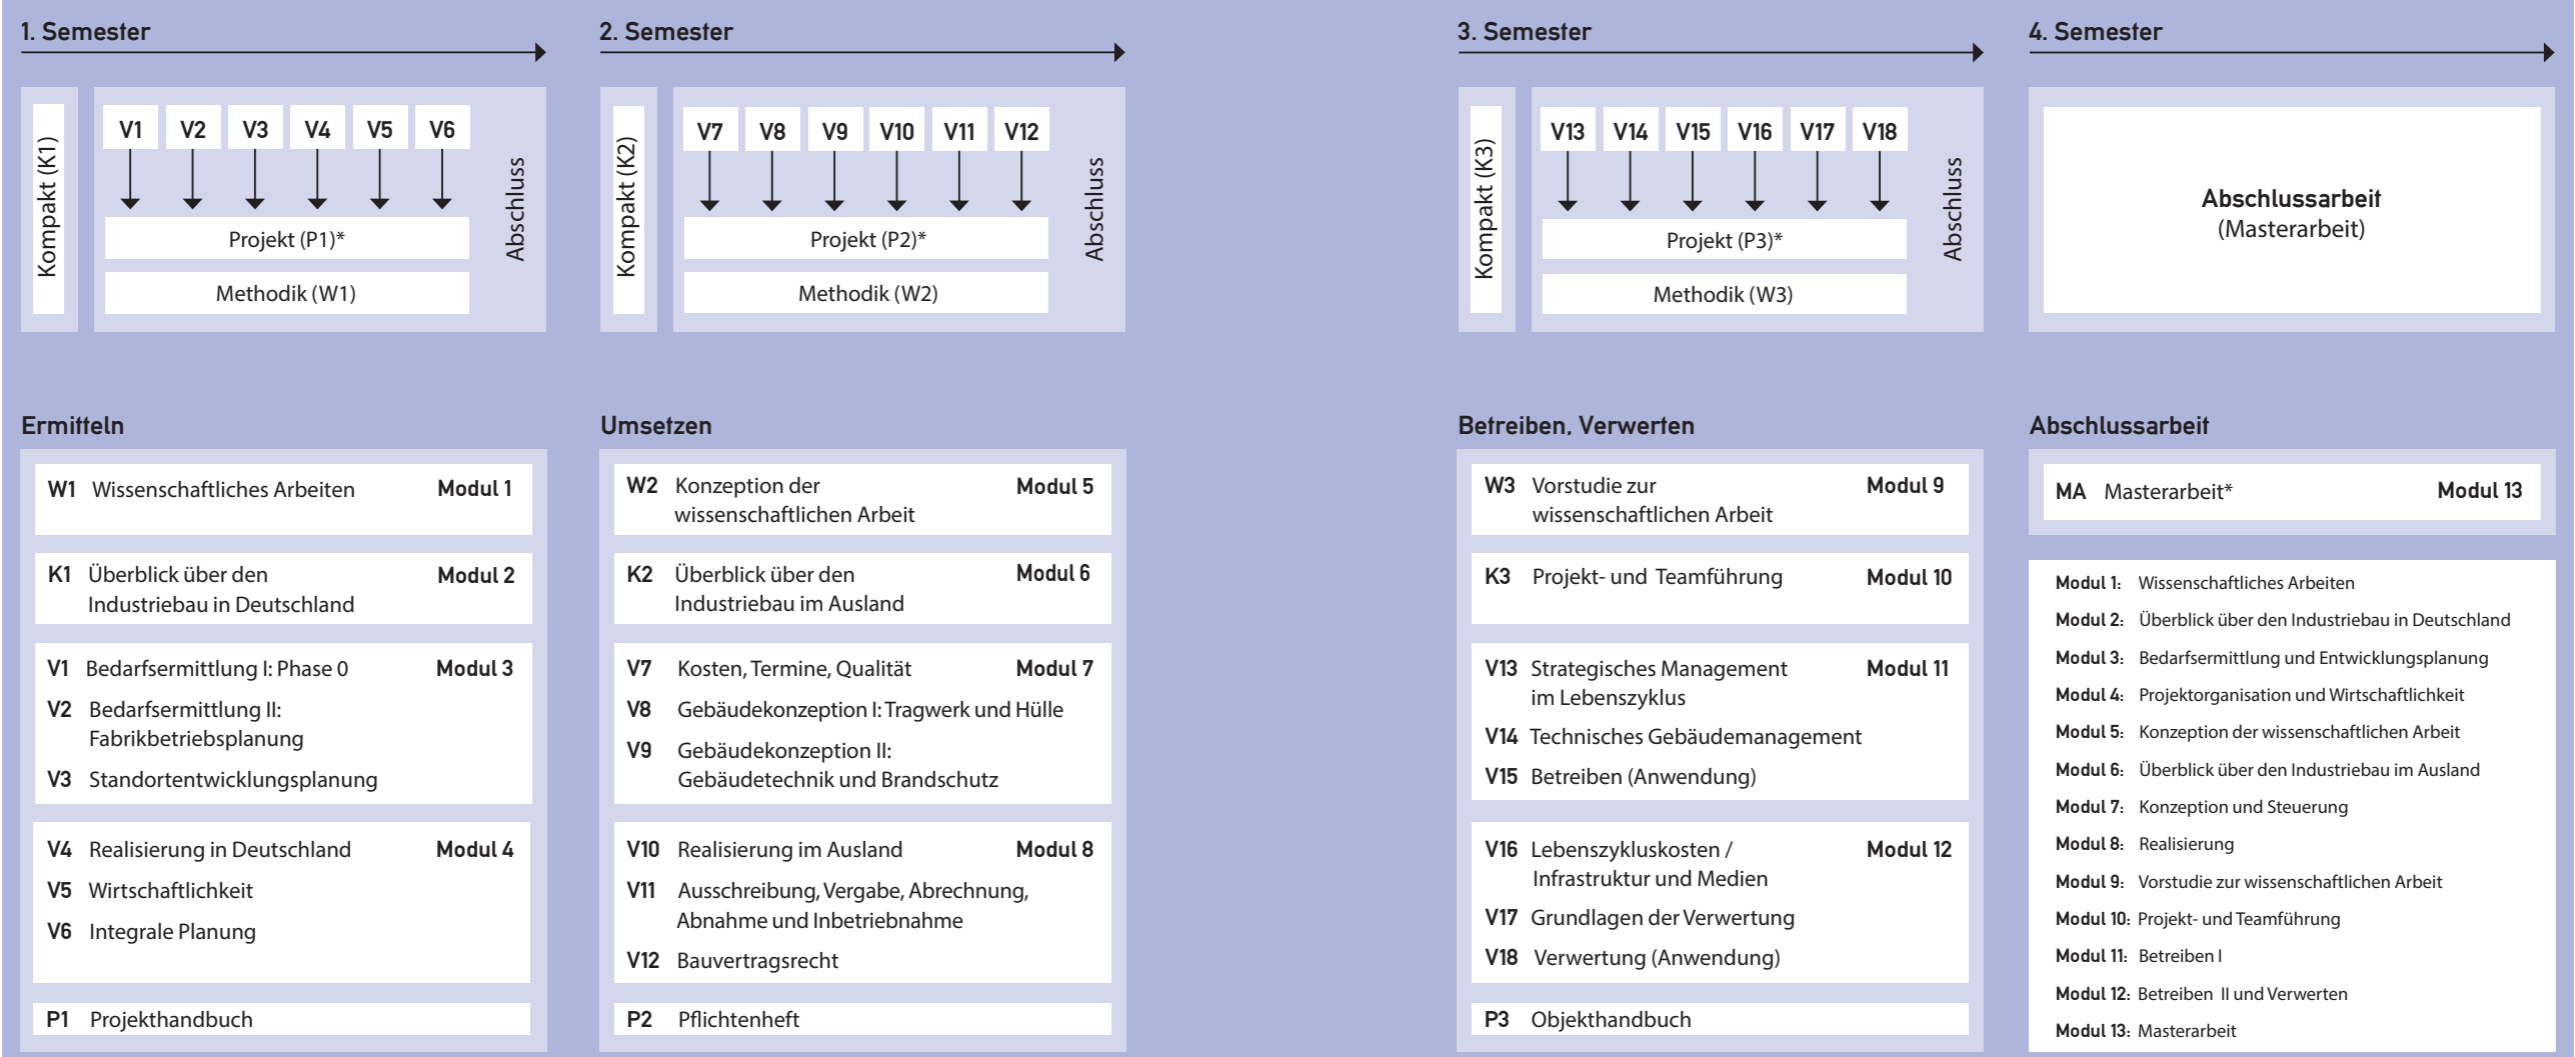 1. Semester
Kompakt (K1)
V1 V2 V3 V4 V5 V6
Projekt (P1)*
Methodik (W1)
Abschluss
2. Semester
Kompakt (K2)
V7 V8 V9 V10 V11 V12
Projekt (P2)*
Methodik (W2)
Abschluss
3. Semester
Kompakt (K3)
V13 V14 V15 V16 V17 V18
Projekt (P3)*
Methodik (W3)
Abschluss
4. Semester
Abschlussarbeit
(Masterarbeit)
Ermitteln
W1 Wissenschaftliches Arbeiten Modul 1
K1 Überblick über den Modul 2
Industriebau in Deutschland
V1 Bedarfsermittlung I: Phase 0 Modul 3
V2 Bedarfsermittlung II:
Fabrikbetriebsplanung
V3 Standortentwicklungsplanung
V4 Realisierung in Deutschland Modul 4
V5 Wirtschaftlichkeit
V6 Integrale Planung
P1 Projekthandbuch
Umsetzen
W2 Konzeption der Modul 5
wissenschaftlichen Arbeit
K2 Überblick über den Modul 6
Industriebau im Ausland
V7 Kosten, Termine, Qualität Modul 7
V8 Gebäudekonzeption I: Tragwerk und Hülle
V9 Gebäudekonzeption II:
Gebäudetechnik und Brandschutz
V10 Realisierung im Ausland Modul 8
V11 Ausschreibung, Vergabe, Abrechnung,
Abnahme und Inbetriebnahme
V12 Bauvertragsrecht
P2 Pflichtenheft
Betreiben, Verwerten
W3 Vorstudie zur Modul 9
wissenschaftlichen Arbeit
K3 Projekt- und Teamführung Modul 10
V13 Strategisches Management Modul 11
im Lebenszyklus
V14 Technisches Gebäudemanagement
V15 Betreiben (Anwendung)
V16 Lebenszykluskosten / Modul 12
Infrastruktur und Medien
V17 Grundlagen der Verwertung
V18 Verwertung (Anwendung)
P3 Objekthandbuch
Abschlussarbeit
MA Masterarbeit* Modul 13
Modul 1: Wissenschaftliches Arbeiten
Modul 2: Überblick über den Industriebau in Deutschland
Modul 3: Bedarfsermittlung und Entwicklungsplanung
Modul 4: Projektorganisation und Wirtschaftlichkeit
Modul 5: Konzeption der wissenschaftlichen Arbeit
Modul 6: Überblick über den Industriebau im Ausland
Modul 7: Konzeption und Steuerung
Modul 8: Realisierung
Modul 9: Vorstudie zur wissenschaftlichen Arbeit
Modul 10: Projekt- und Teamführung
Modul 11: Betreiben I
Modul 12: Betreiben II und Verwerten
Modul 13: Masterarbeit